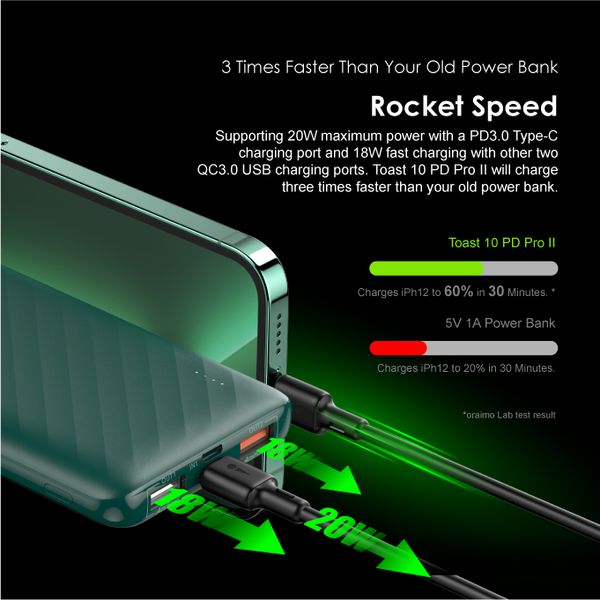 3 Times Faster Than Your Old Power Bank
Rocket Speed
Supporting 20W maximum power with a PD3.0 Type-C
charging port and 18W fast charging with other two
QC3.0 USB charging ports. Toast 10 PD Pro II will charge
three times faster than your old power bank.
Toast 10 PD Pro II
Charges iPh12 to 60% in 30 Minutes. *
5V 1A Power Bank
Charges iPh12 to 20% in 30 Minutes.
*oraimo Lab test result
OUT2
18W
IN1
OUT1
18W
20W